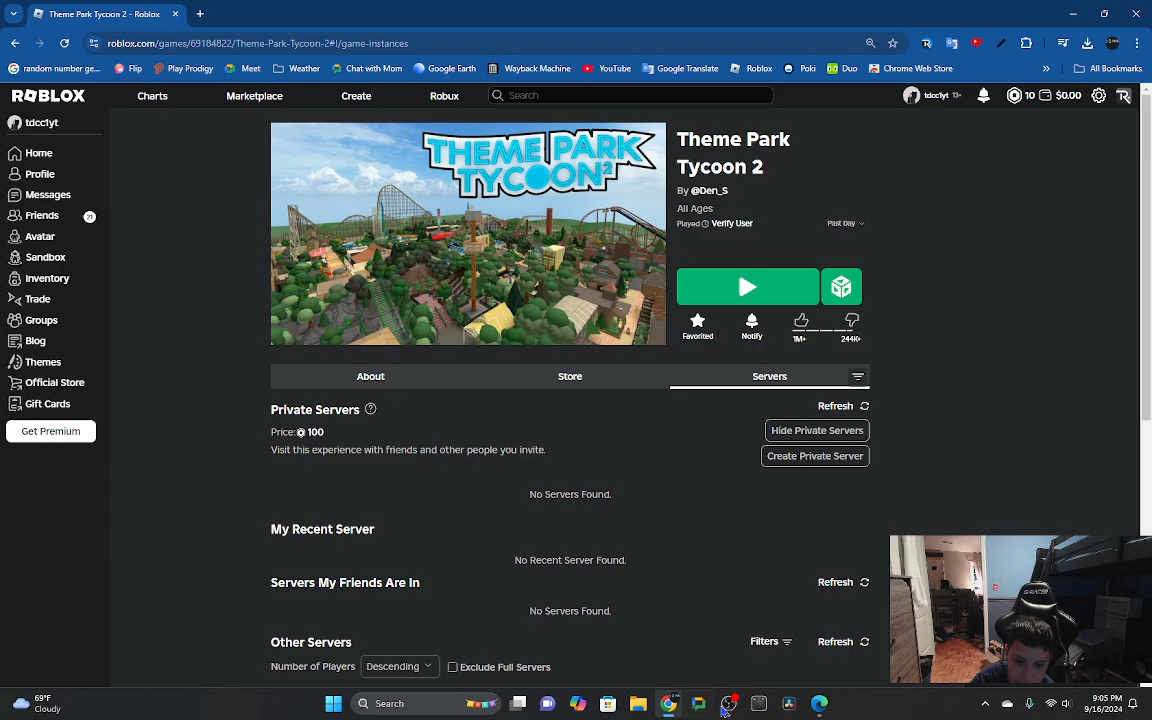 Theme Park Tycoon 2 - Roblox
roblox.com/games/69184822/Theme-Park-Tycoon-2#!/game-instances
random number ge...
Flip
Play Prodigy
Meet
Weather
Chat with Mom
Google Earth
Wayback Machine
YouTube
Google Translate
Roblox
Poki
Duo
Chrome Web Store
»
All Bookmarks
ROBLOX
Charts
Marketplace
Create
Robux
Search
tdcc1yt 13+
10
$0.00
tdcc1yt
Home
Profile
Messages
Friends
21
Avatar
Sandbox
Inventory
Trade
Groups
Blog
Themes
Official Store
Gift Cards
Get Premium
THEME PARK
TYCOON 2
Theme Park
Tycoon 2
By @Den_S
All Ages
Played Verify User
Past Day
Favorited
Notify
1M+
244K+
About
Store
Servers
Private Servers
Refresh
Price: 100
Hide Private Servers
Visit this experience with friends and other people you invite.
Create Private Server
No Servers Found.
My Recent Server
No Recent Server Found.
Servers My Friends Are In
Refresh
No Servers Found.
Other Servers
Filters
Refresh
Number of Players
Descending
Exclude Full Servers
G-RACER
69°F
Cloudy
Search
9:05 PM
9/16/2024